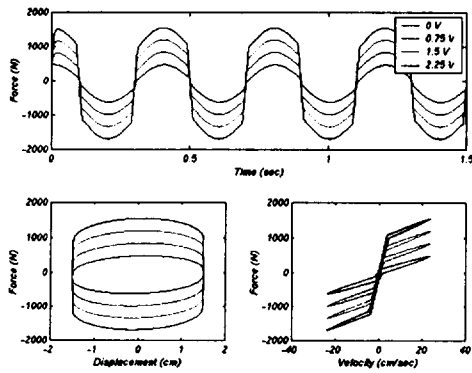 2000
1000
0
-1000
-2000
Force (N)
0 V
0.75 V
1.5 V
2.25 V
0
0.5
1
1.5
Time (sec)
1000
0
-1000
2000
Force (N)
-2
-1
0
1
2
Displacement (cm)
1000
0
-1000
2000
Force (N)
-40
-20
0
20
40
Velocity (cm/sec)